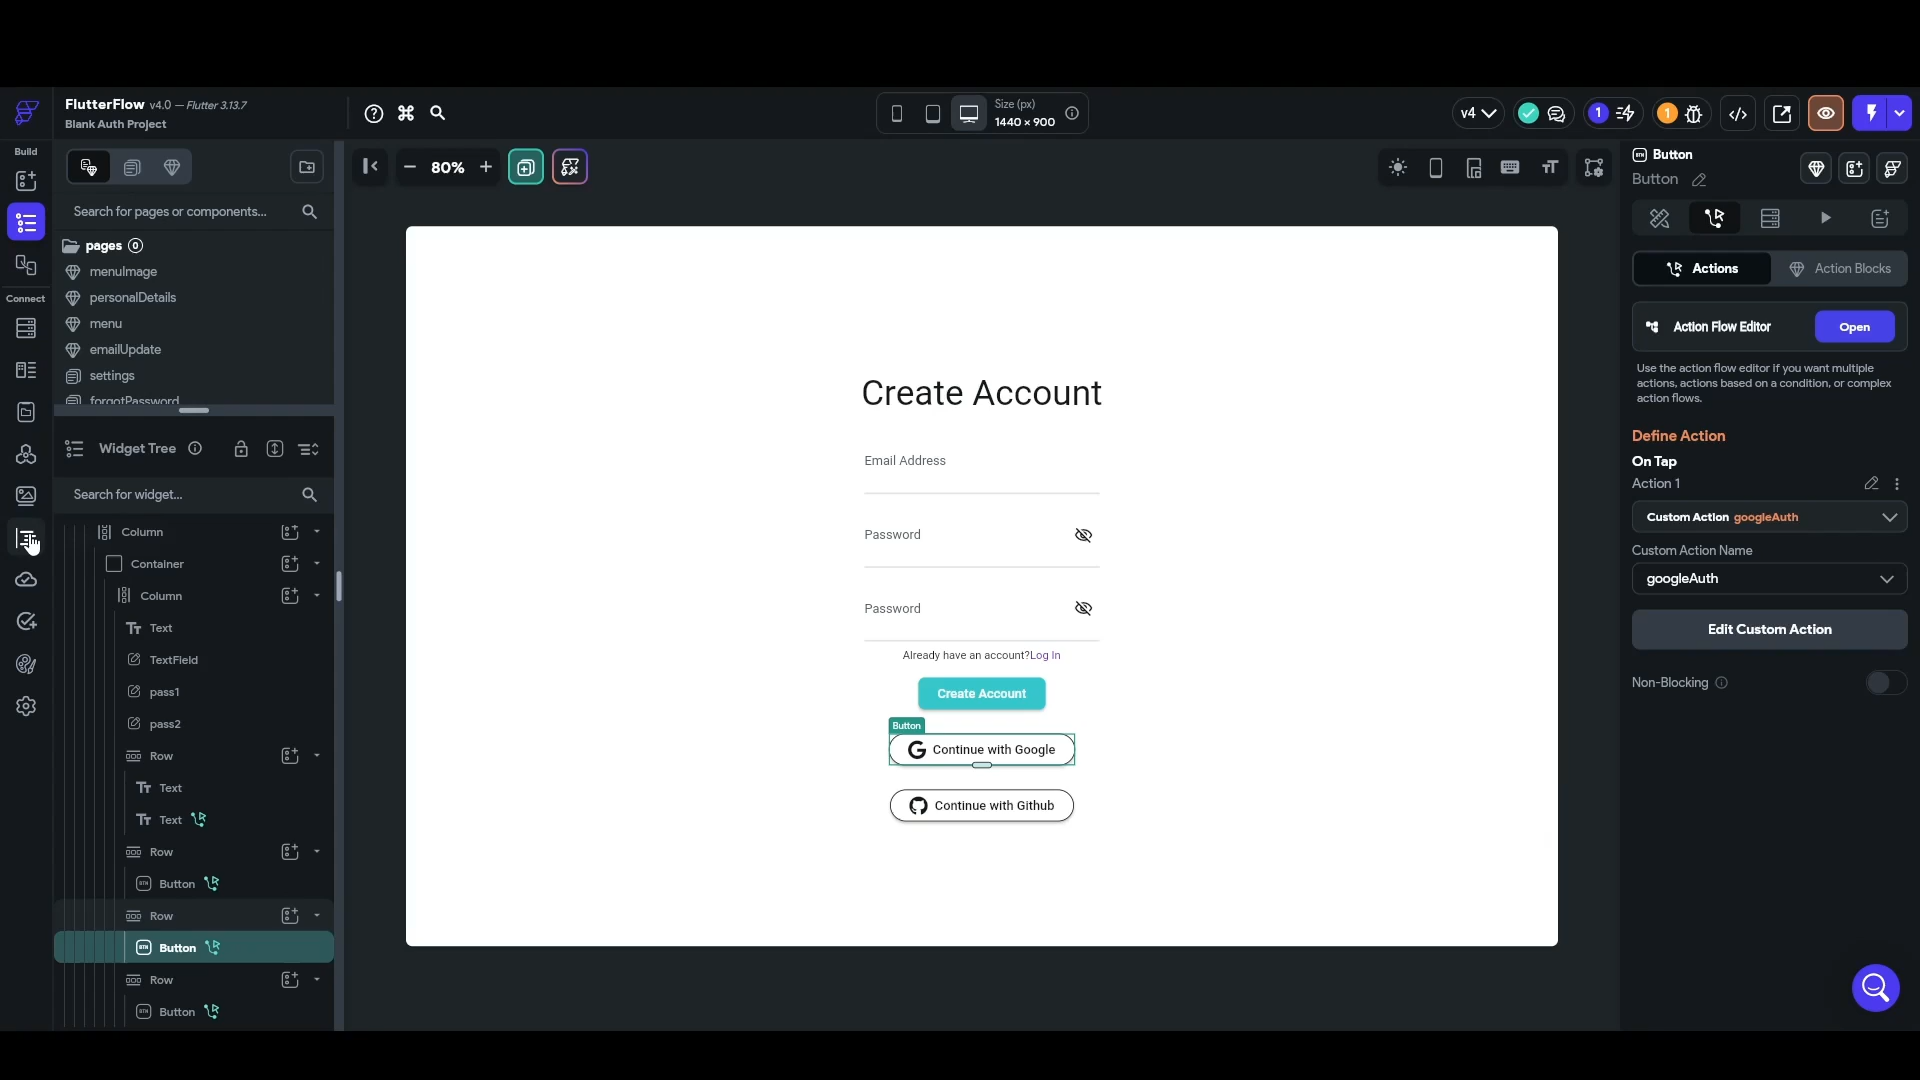 FlutterFlow v4.0 — Flutter 3.13.7
Blank Auth Project
Size (px)
1440 × 900
v4
1
1
Build
Connect
Search for pages or components...
pages 0
menuImage
personalDetails
menu
emailUpdate
settings
forgotPassword
Widget Tree
Search for widget...
Column
Container
Column
Text
TextField
pass1
pass2
Row
Text
Text
Row
Button
Row
Button
Row
Button
80%
Create Account
Email Address
Password
Password
Already have an account?Log In
Create Account
Button
Continue with Google
Continue with Github
Button
Button
Actions
Action Blocks
Action Flow Editor
Open
Use the action flow editor if you want multiple
actions, actions based on a condition, or complex
action flows.
Define Action
On Tap
Action 1
Custom Action googleAuth
Custom Action Name
googleAuth
Edit Custom Action
Non-Blocking